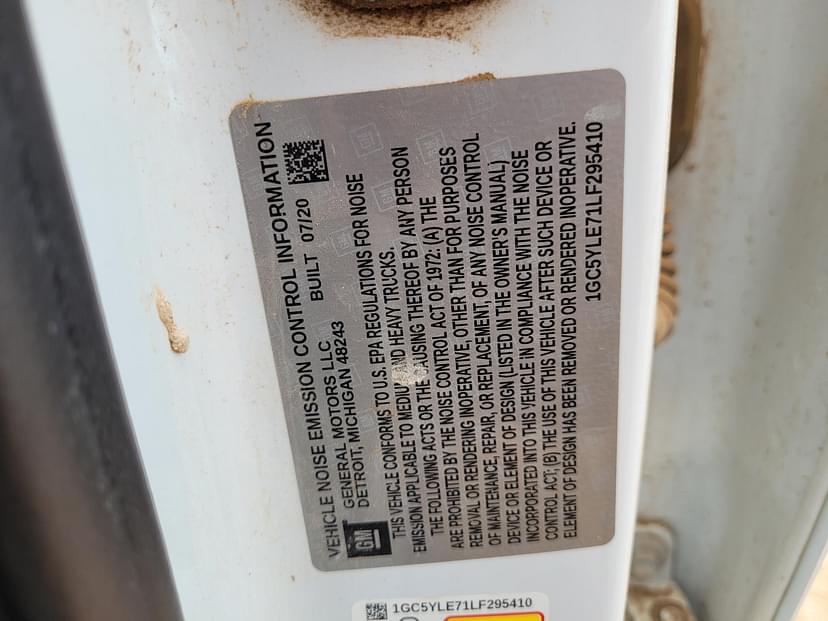 VEHICLE NOISE EMISSION CONTROL INFORMATION
GM
GENERAL MOTORS LLC
DETROIT, MICHIGAN 48243
BUILT 07/20
THIS VEHICLE CONFORMS TO U.S. EPA REGULATIONS FOR NOISE
EMISSION APPLICABLE TO MEDIUM AND HEAVY TRUCKS.
THE FOLLOWING ACTS OR THE CAUSING THEREOF BY ANY PERSON
ARE PROHIBITED BY THE NOISE CONTROL ACT OF 1972: (A) THE
REMOVAL OR RENDERING INOPERATIVE, OTHER THAN FOR PURPOSES
OF MAINTENANCE, REPAIR, OR REPLACEMENT, OF ANY NOISE CONTROL
DEVICE OR ELEMENT OF DESIGN (LISTED IN THE OWNER'S MANUAL)
INCORPORATED INTO THIS VEHICLE IN COMPLIANCE WITH THE NOISE
CONTROL ACT; (B) THE USE OF THIS VEHICLE AFTER SUCH DEVICE OR
ELEMENT OF DESIGN HAS BEEN REMOVED OR RENDERED INOPERATIVE.
1GC5YLE71LF295410
1GC5YLE71LF295410